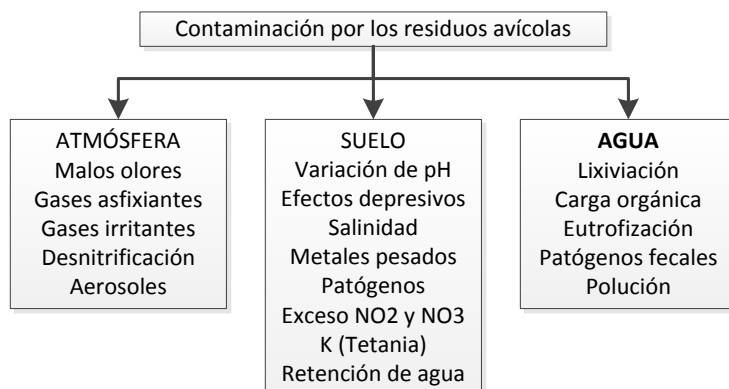 Contaminación por los residuos avícolas
ATMÓSFERA
Malos olores
Gases asfixiantes
Gases irritantes
Desnitrificación
Aerosoles
SUELO
Variación de pH
Efectos depresivos
Salinidad
Metales pesados
Patógenos
Exceso NO2 y NO3
K (Tetania)
Retención de agua
AGUA
Lixiviación
Carga orgánica
Eutrofización
Patógenos fecales
Polución